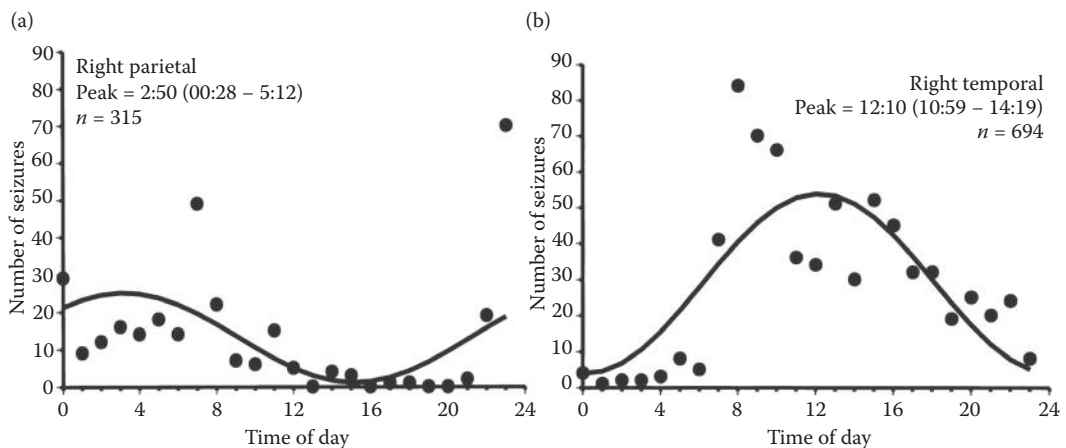 (a)
Right parietal
Peak = 2:50 (00:28 – 5:12)
n = 315
Number of seizures
90
80
70
60
50
40
30
20
10
0
0 4 8 12 16 20 24
Time of day
(b)
Right temporal
Peak = 12:10 (10:59 – 14:19)
n = 694
Number of seizures
90
80
70
60
50
40
30
20
10
0
0 4 8 12 16 20 24
Time of day